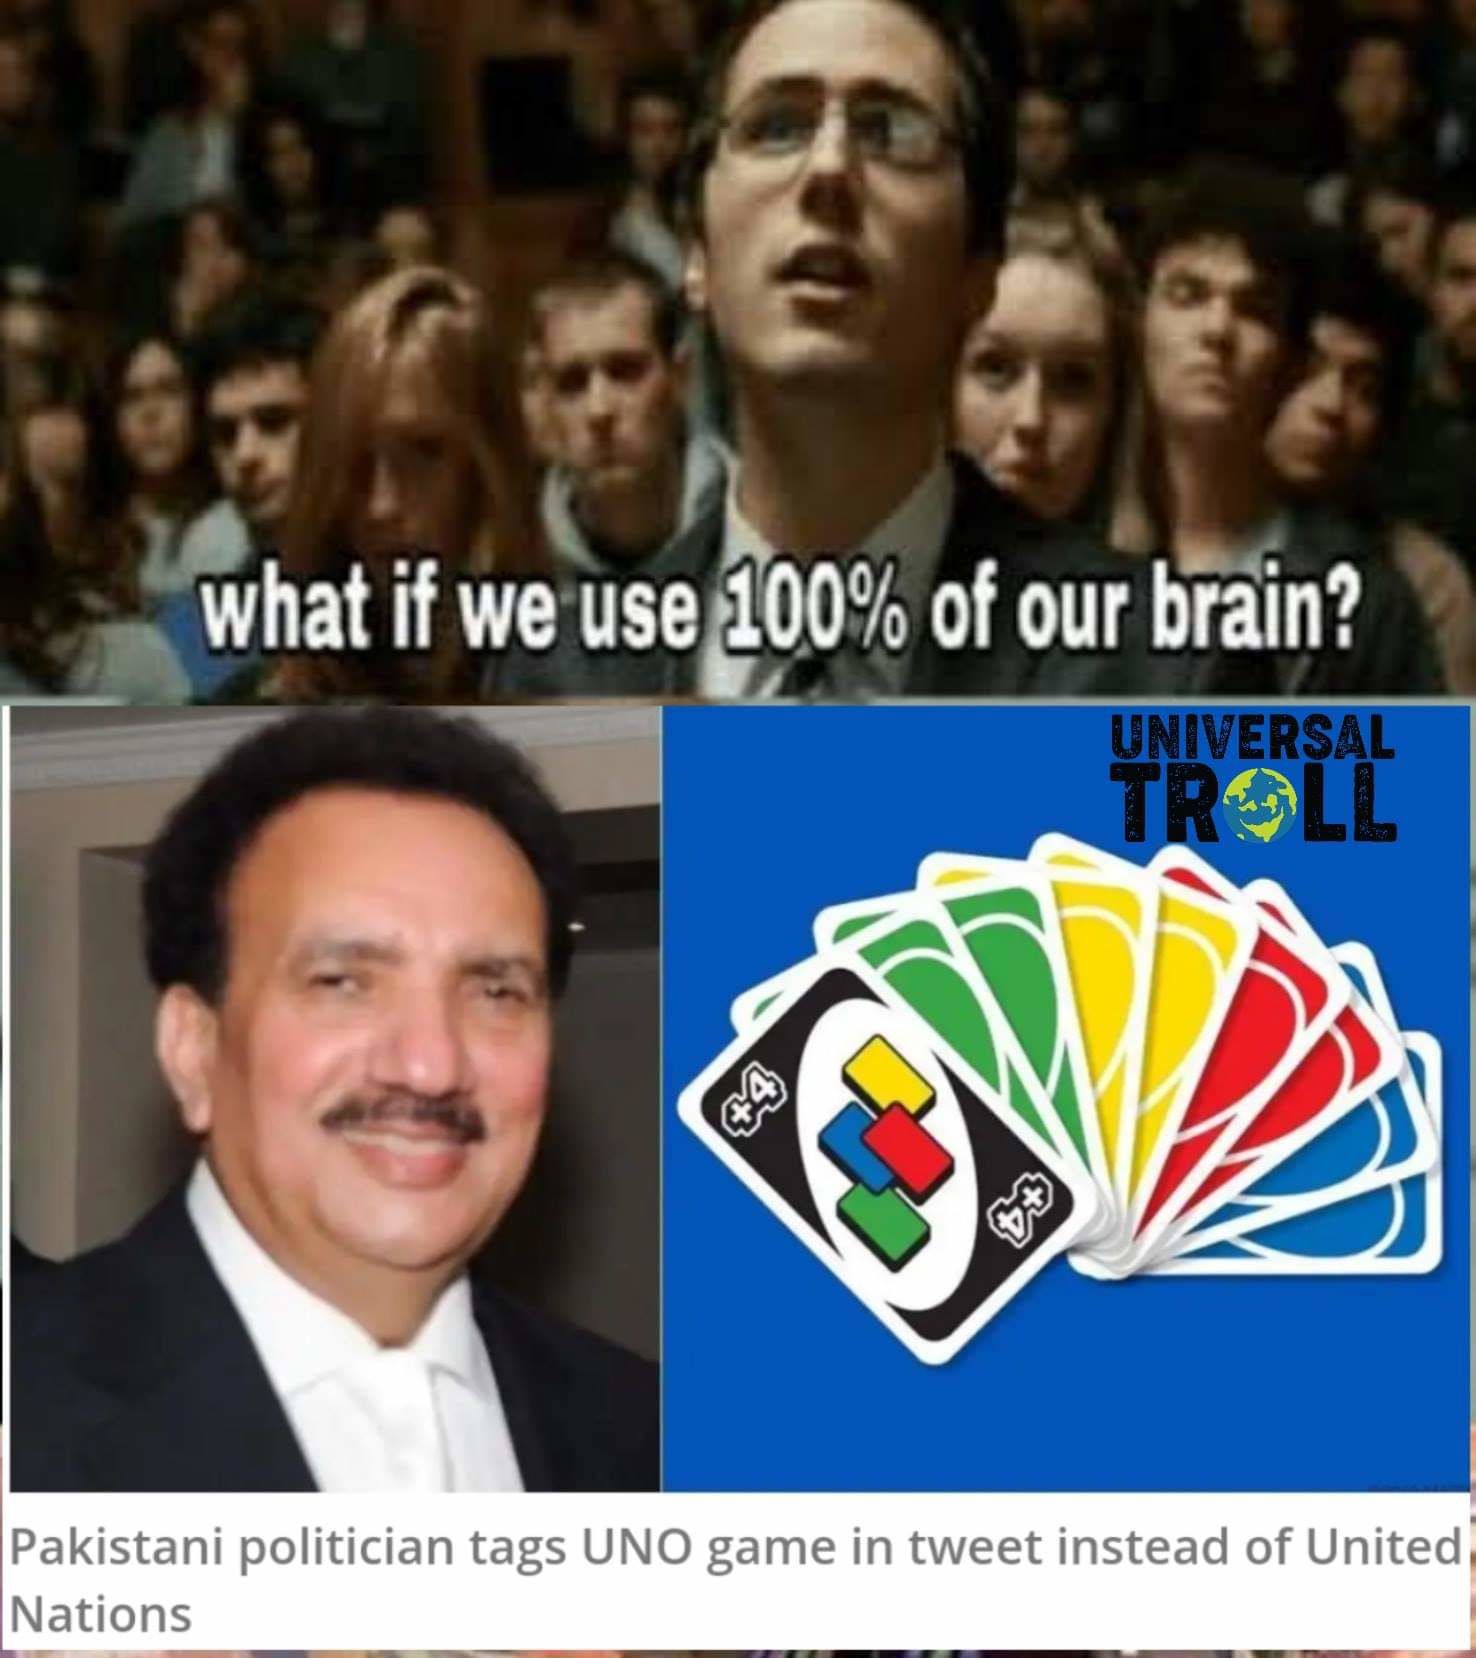 what if we use 100% of our brain?
UNIVERSAL
TROLL
+4
+4
Pakistani politician tags UNO game in tweet instead of United
Nations